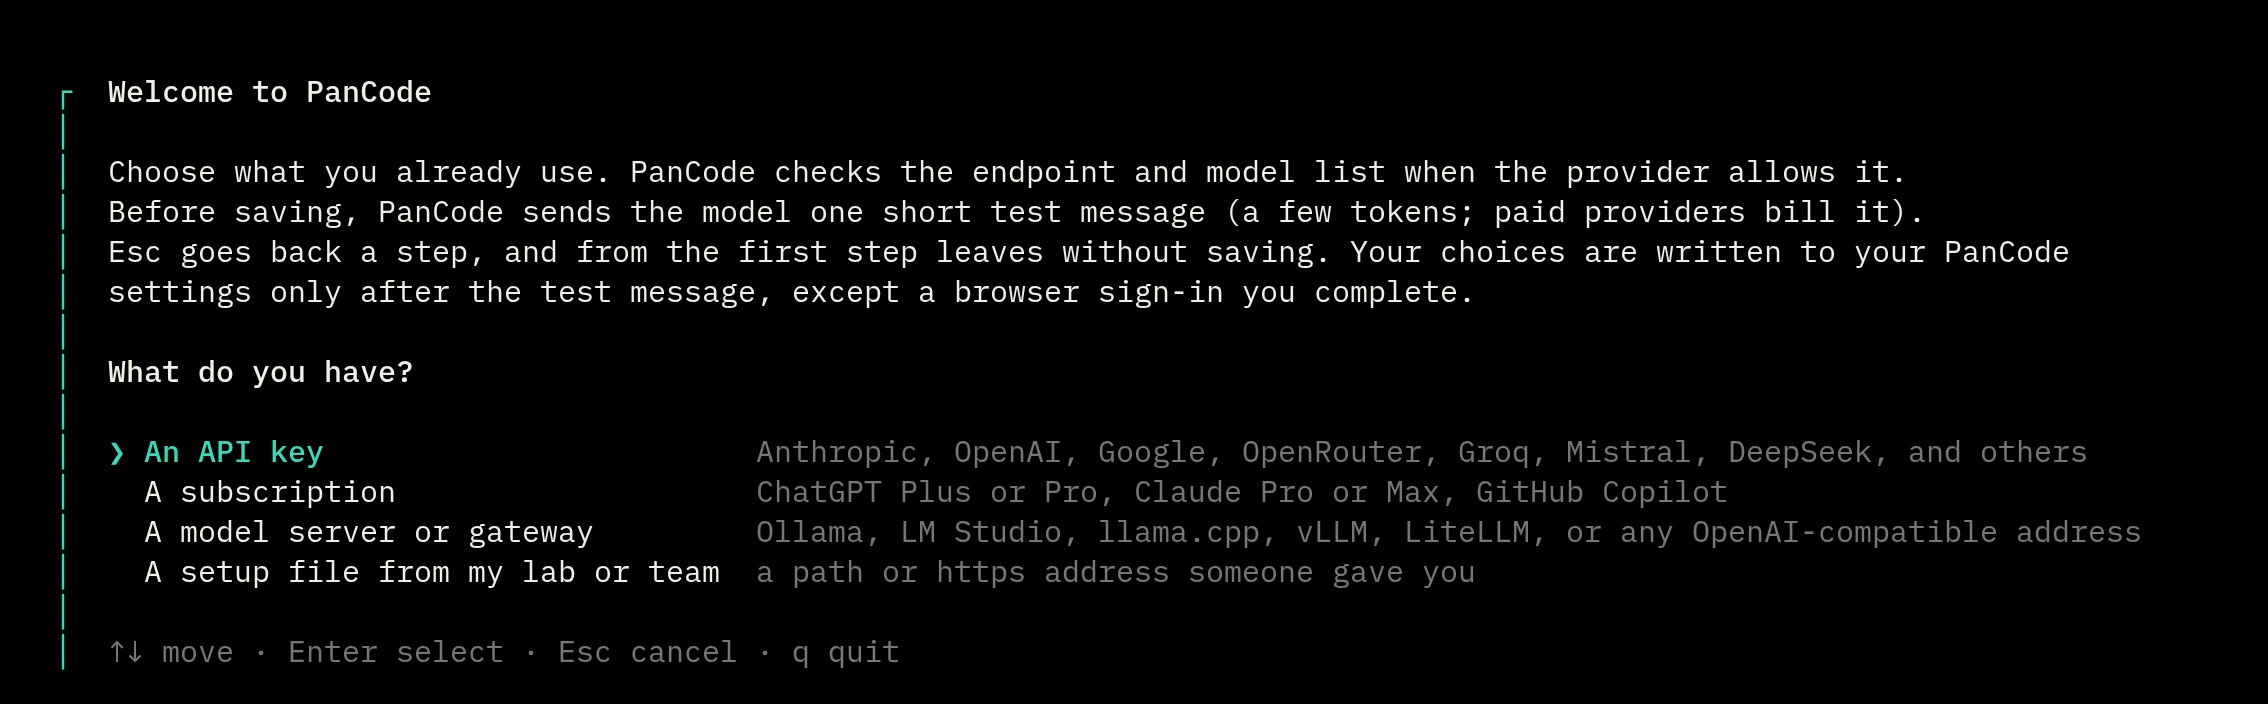 Welcome to PanCode
Choose what you already use. PanCode checks the endpoint and model list when the provider allows it.
Before saving, PanCode sends the model one short test message (a few tokens; paid providers bill it).
Esc goes back a step, and from the first step leaves without saving. Your choices are written to your PanCode
settings only after the test message, except a browser sign-in you complete.
What do you have?
❯ An API key Anthropic, OpenAI, Google, OpenRouter, Groq, Mistral, DeepSeek, and others
A subscription ChatGPT Plus or Pro, Claude Pro or Max, GitHub Copilot
A model server or gateway Ollama, LM Studio, llama.cpp, vLLM, LiteLLM, or any OpenAI-compatible address
A setup file from my lab or team a path or https address someone gave you
↑↓ move · Enter select · Esc cancel · q quit